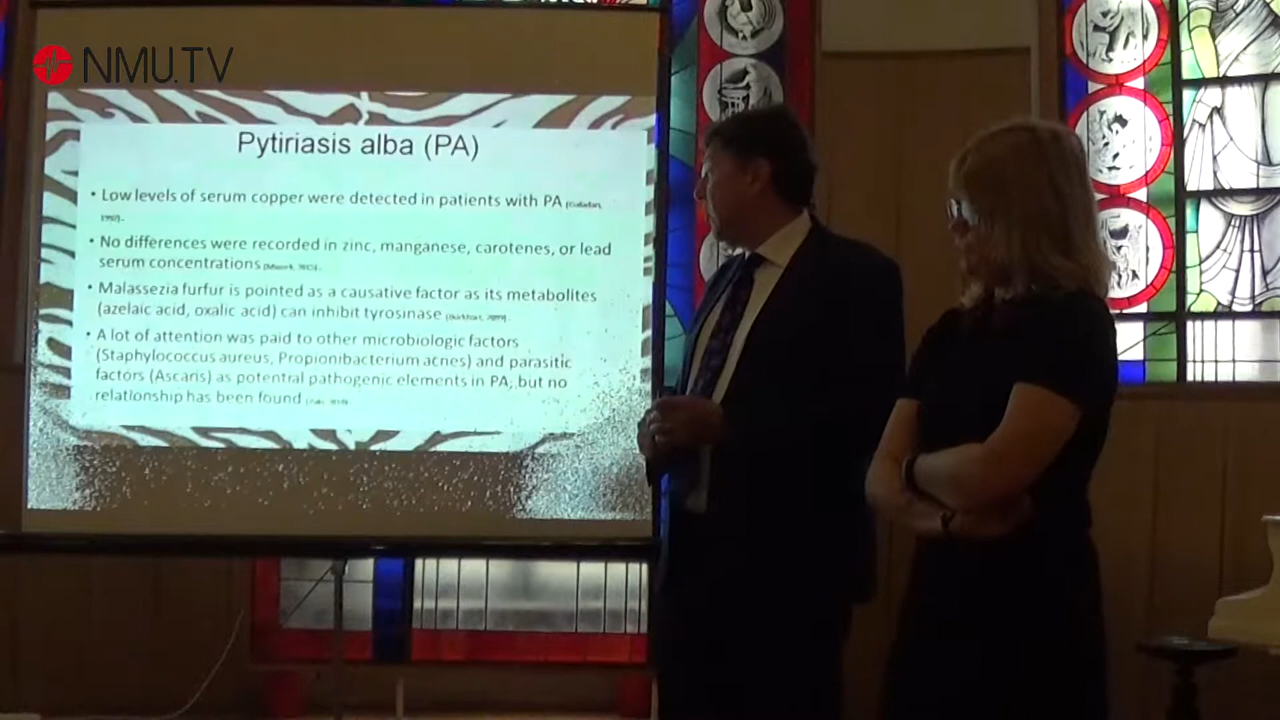 NMU.TV
Pytiriasis alba (PA)
• Low levels of serum copper were detected in patients with PA
• No differences were recorded in zinc, manganese, carotenes, or lead
serum concentrations
• Malassezia furfur is pointed as a causative factor as its metabolites
(azelaic acid, oxalic acid) can inhibit tyrosinase
• A lot of attention was paid to other microbiologic factors
(Staphylococcus aureus, Propionibacterium acnes) and parasitic
factors (Ascaris) as potentral pathogenic elements in PA, but no
relationship has been found